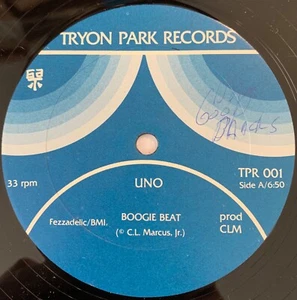 TRYON PARK RECORDS
Good
TPR 001
33 rpm
UNO
Side A/6:50
Fezzadelic/BMI.
BOOGIE BEAT
prod
(© C.L. Marcus, Jr.)
CLM